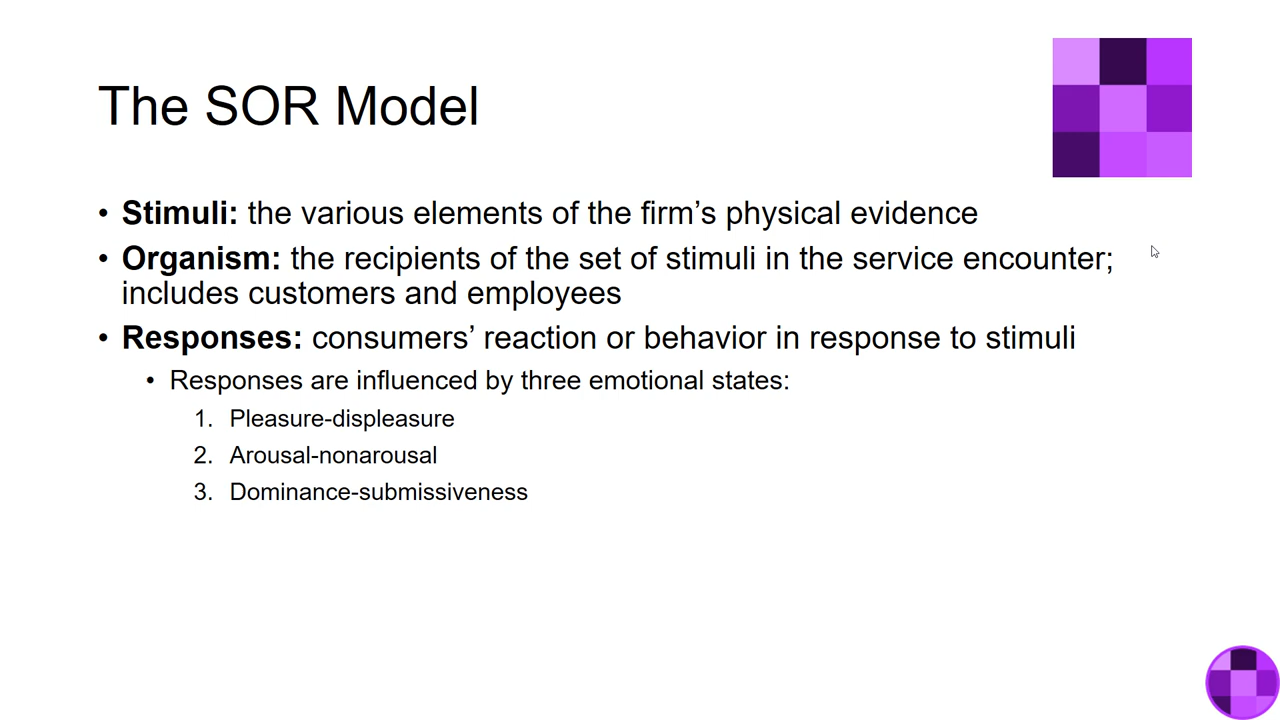 The SOR Model
• Stimuli: the various elements of the firm’s physical evidence
• Organism: the recipients of the set of stimuli in the service encounter;
includes customers and employees
• Responses: consumers’ reaction or behavior in response to stimuli
• Responses are influenced by three emotional states:
1. Pleasure-displeasure
2. Arousal-nonarousal
3. Dominance-submissiveness